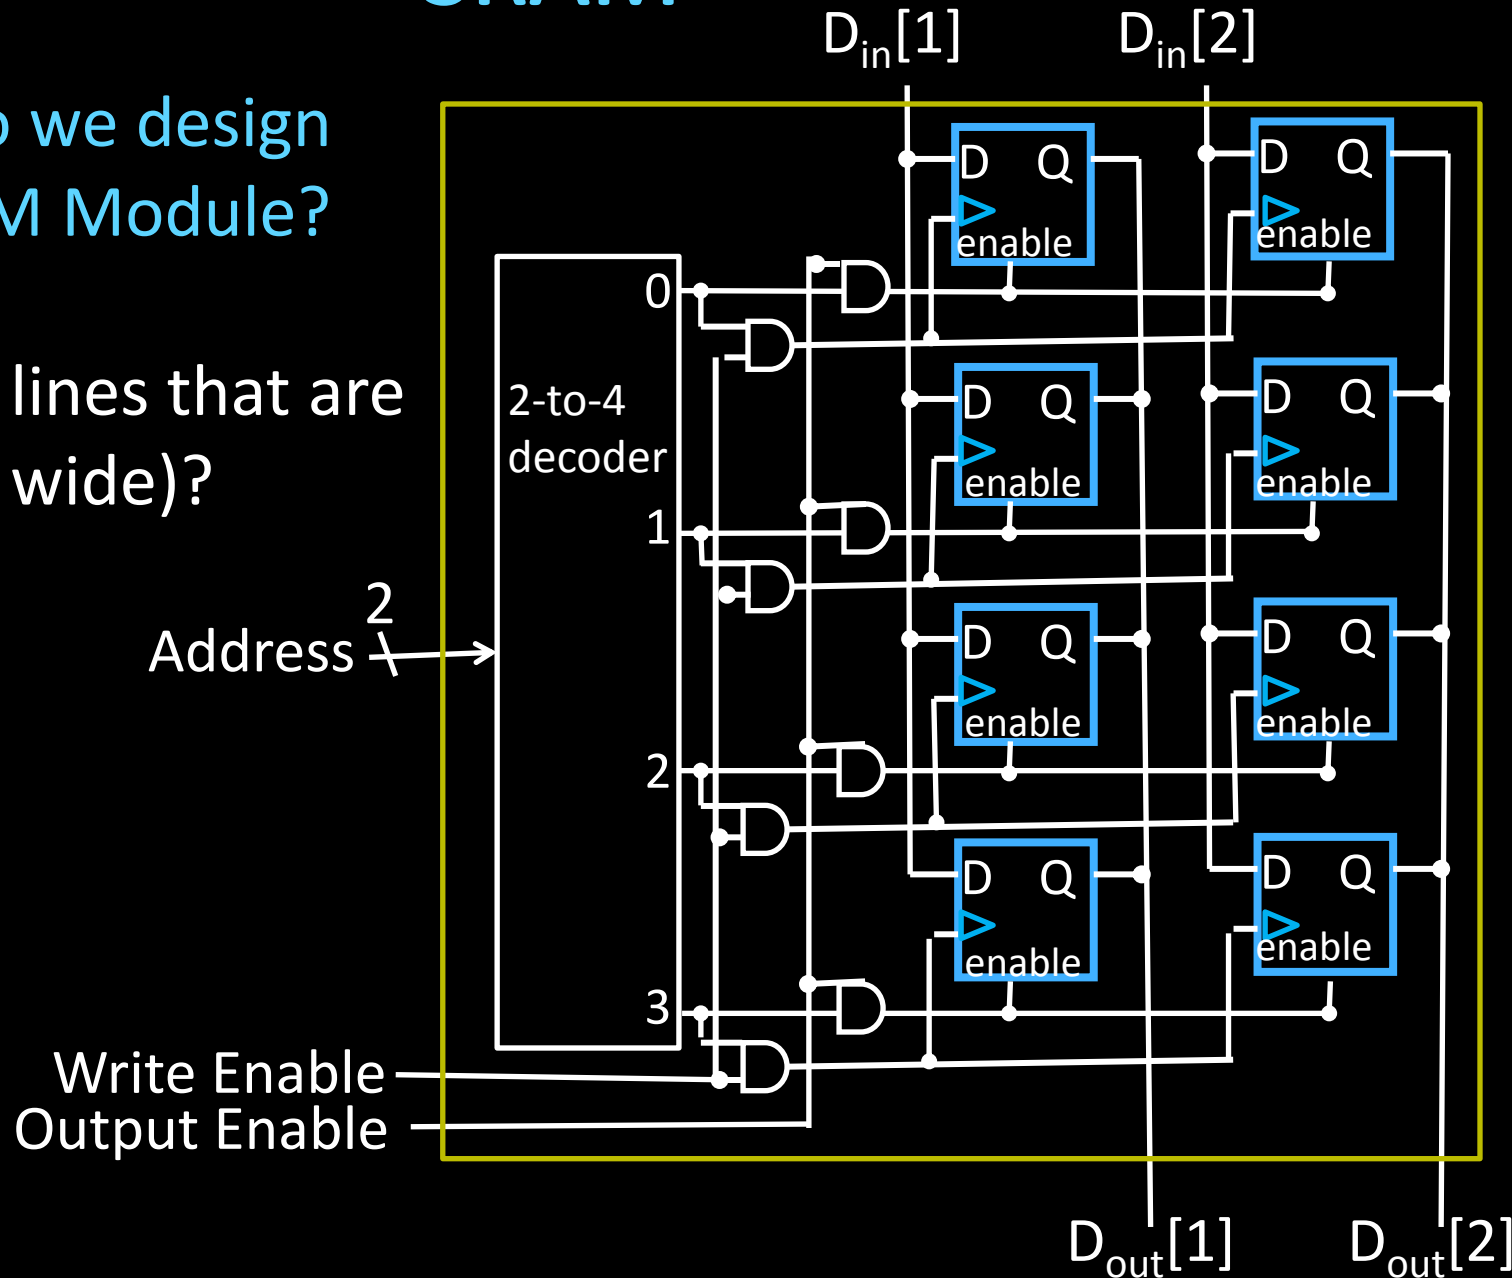 D_in[1] D_in[2]
we design
M Module?
lines that are
wide)?
2-to-4
decoder
0
1
2
3
2
Address
Write Enable
Output Enable
D Q
enable
D Q
enable
D Q
enable
D Q
enable
D Q
enable
D Q
enable
D Q
enable
D Q
enable
D_out[1] D_out[2]